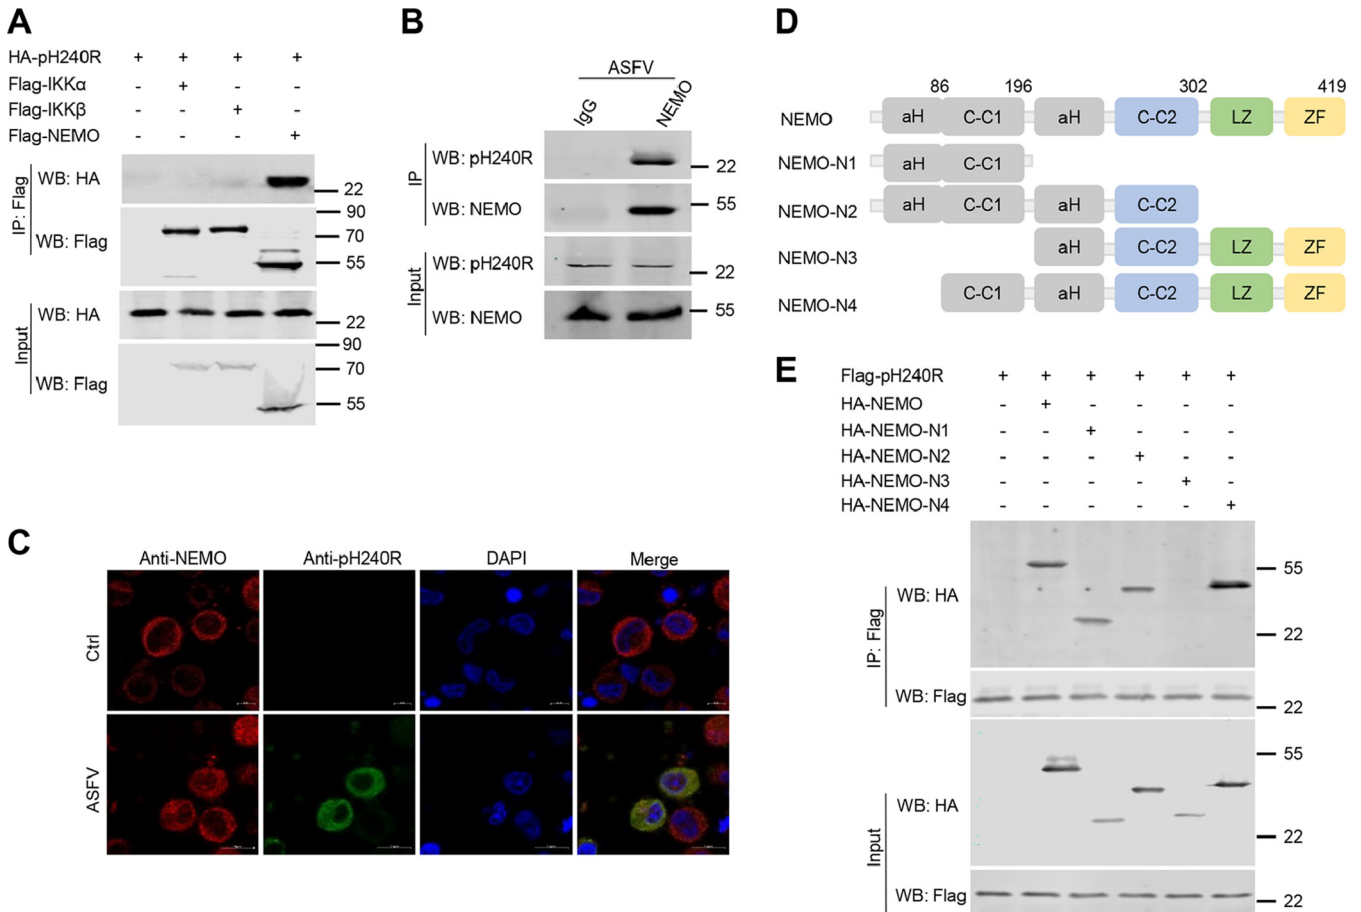 A
HA-pH240R + + + +
Flag-IKKα - + - -
Flag-IKKβ - - + -
Flag-NEMO - - - +
IP: Flag
WB: HA
22
90
WB: Flag
70
55
Input
WB: HA
22
90
WB: Flag
70
55
B
ASFV
IgG NEMO
IP
WB: pH240R
22
WB: NEMO
55
Input
WB: pH240R
22
WB: NEMO
55
C
Anti-NEMO Anti-pH240R DAPI Merge
Ctrl
ASFV
D
86 196 302 419
NEMO aH C-C1 aH C-C2 LZ ZF
NEMO-N1 aH C-C1
NEMO-N2 aH C-C1 aH C-C2
NEMO-N3 aH C-C2 LZ ZF
NEMO-N4 C-C1 aH C-C2 LZ ZF
E
Flag-pH240R + + + + + +
HA-NEMO - + - - - -
HA-NEMO-N1 - - + - - -
HA-NEMO-N2 - - - + - -
HA-NEMO-N3 - - - - + -
HA-NEMO-N4 - - - - - +
IP: Flag
55
WB: HA
22
WB: Flag
22
Input
55
WB: HA
22
WB: Flag
22